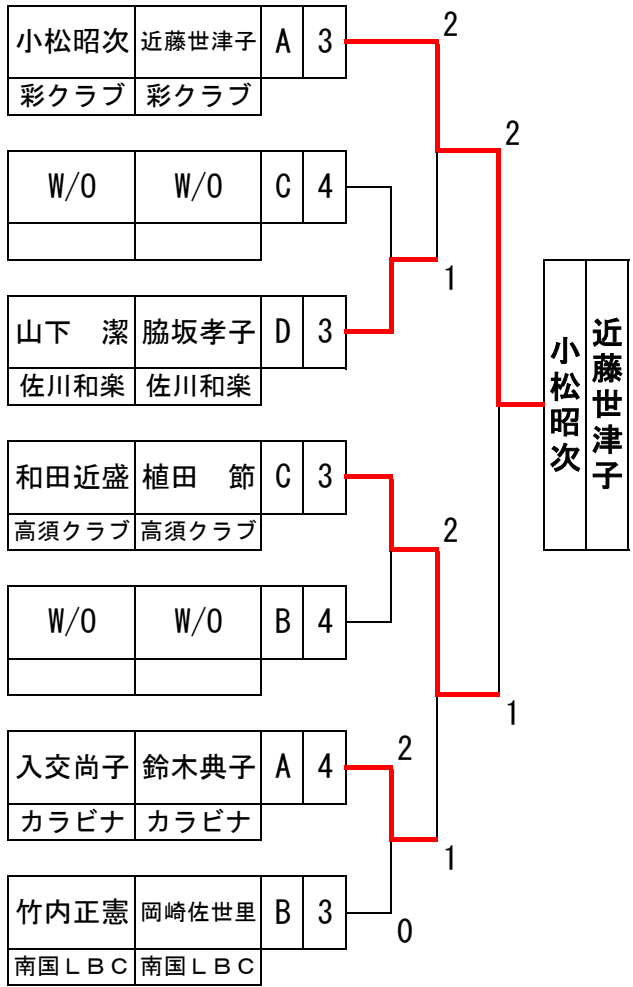 小松昭次 近藤世津子 A 3
彩クラブ 彩クラブ
2
2
W/O W/O C 4
1
山下　潔 脇坂孝子 D 3
佐川和楽 佐川和楽
小松昭次
近藤世津子
和田近盛 植田　節 C 3
高須クラブ 高須クラブ
2
W/O W/O B 4
1
入交尚子 鈴木典子 A 4
カラビナ カラビナ
2
1
竹内正憲 岡崎佐世里 B 3
南国ＬＢＣ 南国ＬＢＣ
0